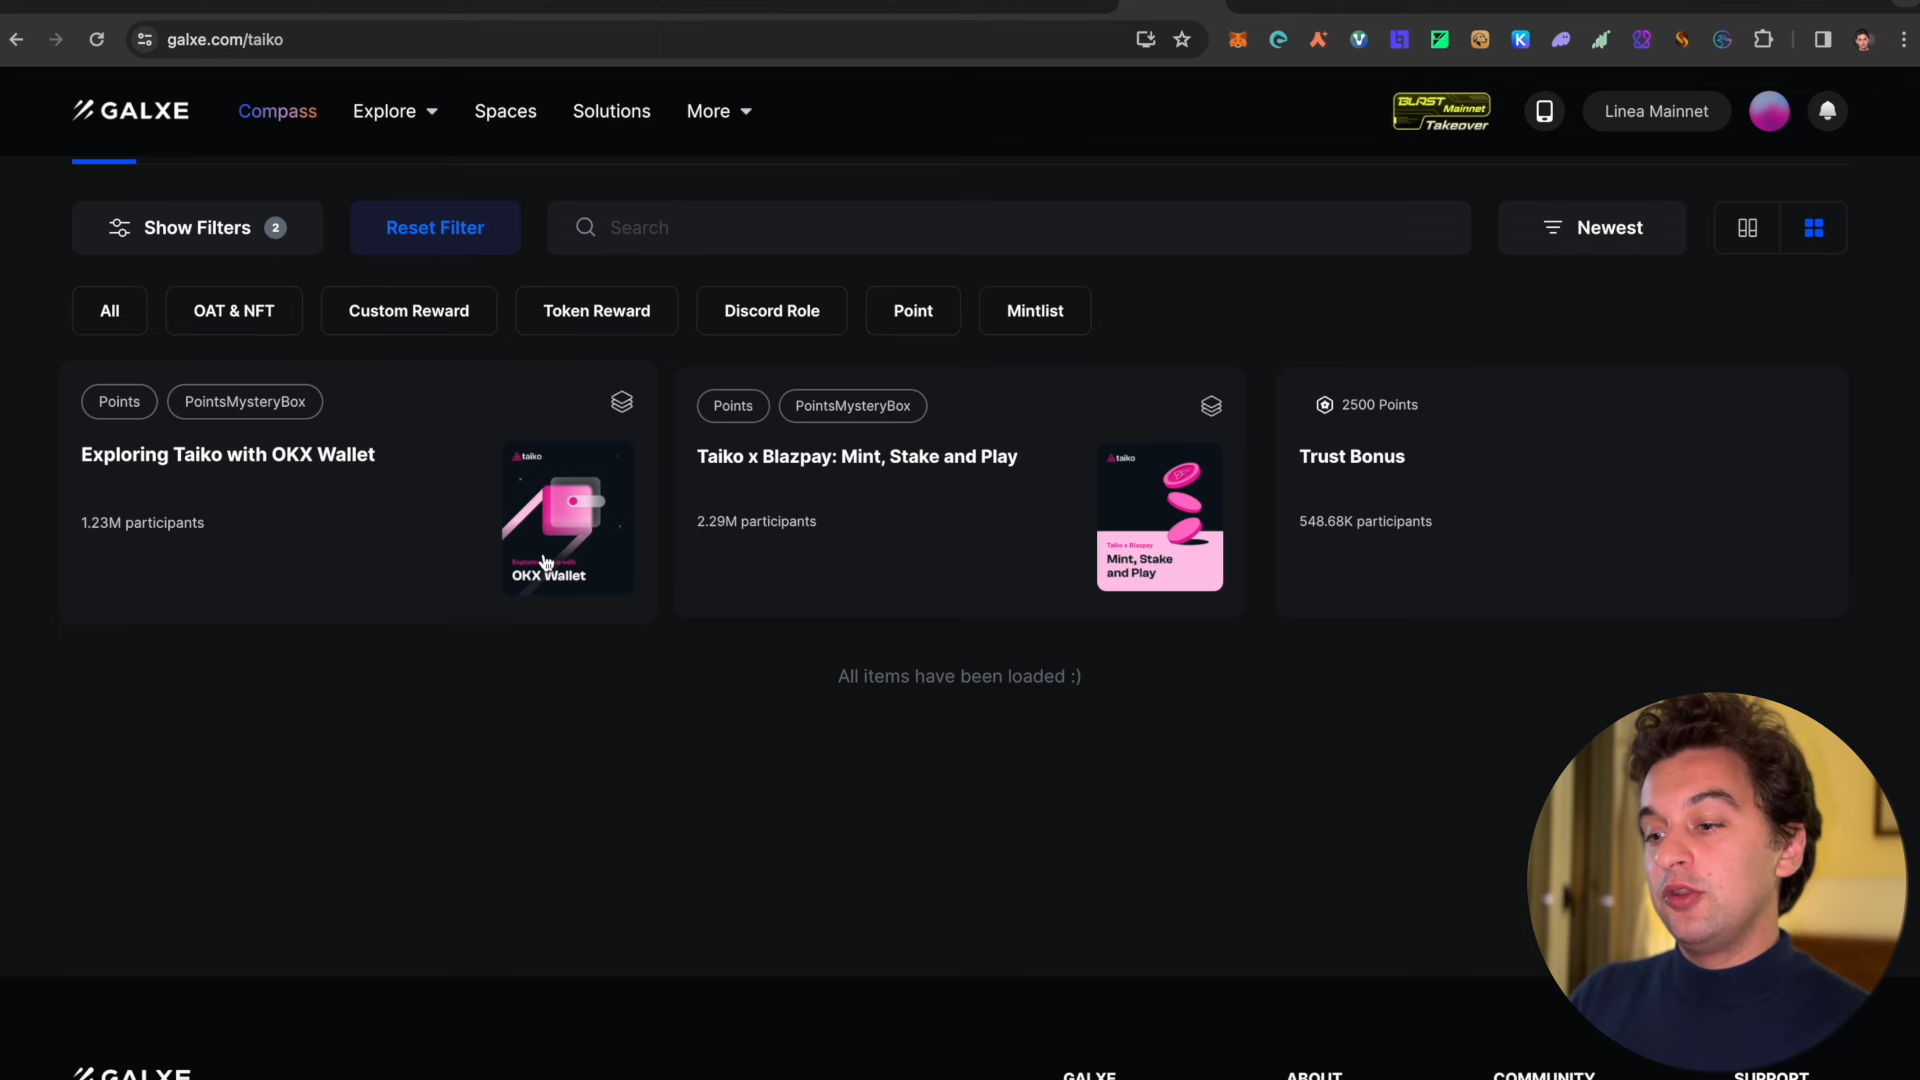 galxe.com/taiko
GALXE
Compass
Explore
Spaces
Solutions
More
BLAST Mainnet
Takeover
Linea Mainnet
Show Filters 2
Reset Filter
Search
Newest
All
OAT & NFT
Custom Reward
Token Reward
Discord Role
Point
Mintlist
Points
PointsMysteryBox
Exploring Taiko with OKX Wallet
1.23M participants
taiko
OKX Wallet
Points
PointsMysteryBox
Taiko x Blazpay: Mint, Stake and Play
2.29M participants
taiko
Taiko x Blazpay
Mint, Stake
and Play
2500 Points
Trust Bonus
548.68K participants
All items have been loaded :)
GALXE
GALXE
ABOUT
COMMUNITY
SUPPORT